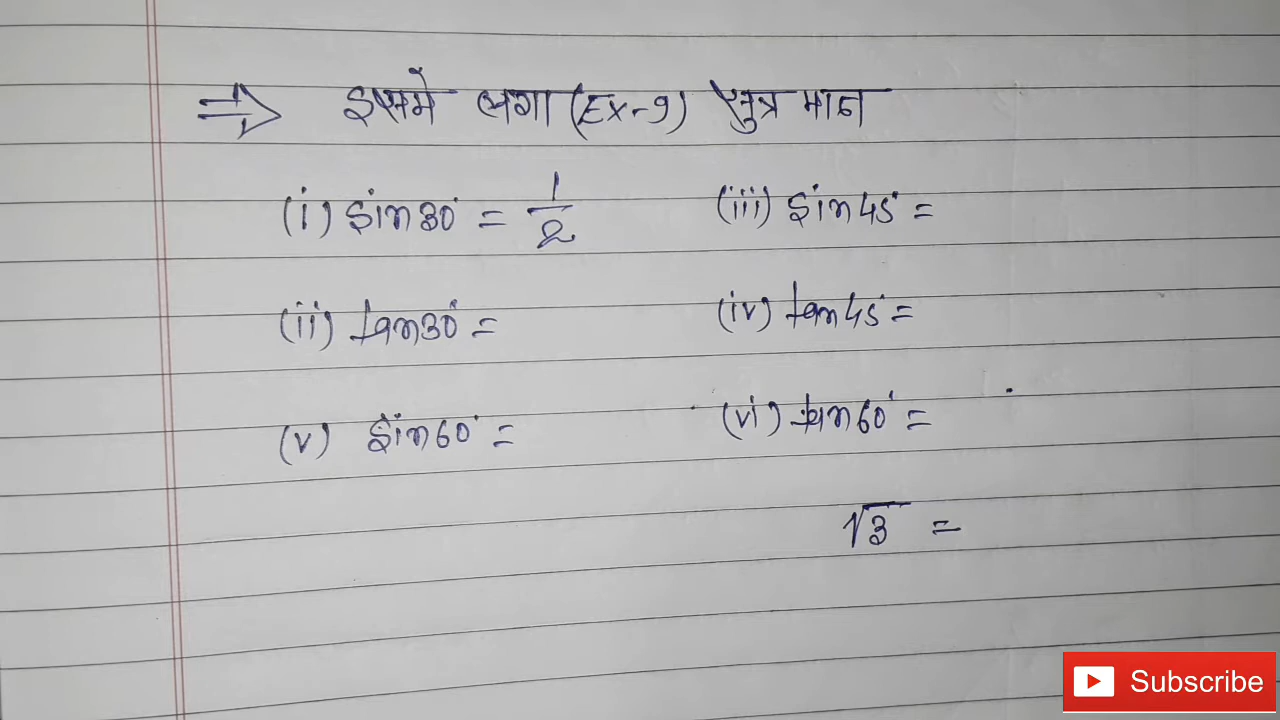 ⇒ इसमे लगा (Ex-9) सुत्र मान
(i) sin30° = 1/2 (iii) sin45° =
(ii) tan30° = (iv) tan45° =
(v) sin60° = (vi) tan60° =
√3 =
Subscribe